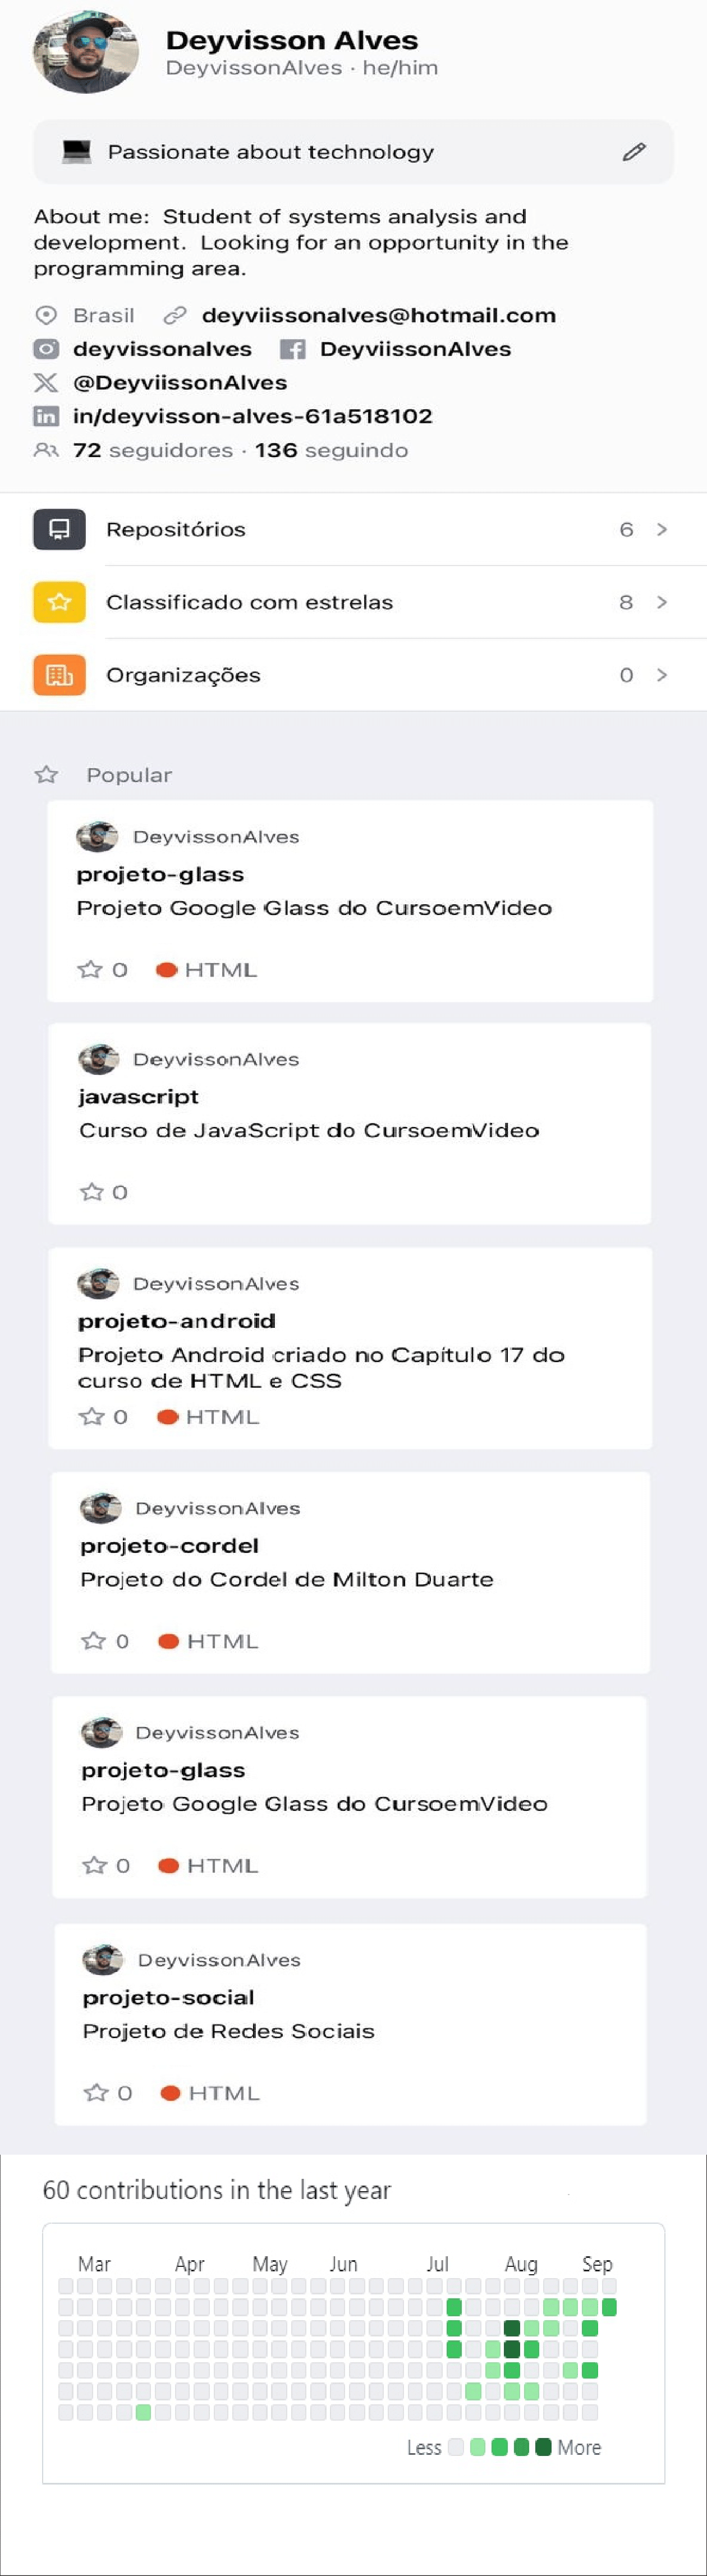 Deyvisson Alves
DeyvissonAlves · he/him
Passionate about technology
About me: Student of systems analysis and
development. Looking for an opportunity in the
programming area.
Brasil deyviissonalves@hotmail.com
deyvissonalves DeyviissonAlves
@DeyviissonAlves
in/deyvisson-alves-61a518102
72 seguidores · 136 seguindo
Repositórios 6
Classificado com estrelas 8
Organizações 0
Popular
DeyvissonAlves
projeto-glass
Projeto Google Glass do CursoemVideo
0 HTML
DeyvissonAlves
javascript
Curso de JavaScript do CursoemVideo
0
DeyvissonAlves
projeto-android
Projeto Android criado no Capítulo 17 do
curso de HTML e CSS
0 HTML
DeyvissonAlves
projeto-cordel
Projeto do Cordel de Milton Duarte
0 HTML
DeyvissonAlves
projeto-glass
Projeto Google Glass do CursoemVideo
0 HTML
DeyvissonAlves
projeto-social
Projeto de Redes Sociais
0 HTML
60 contributions in the last year
Mar Apr May Jun Jul Aug Sep
Less More